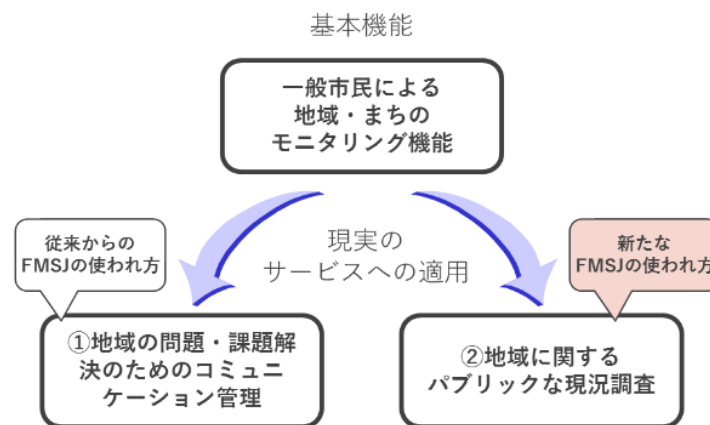 基本機能
一般市民による
地域・まちの
モニタリング機能
従来からの
FMSJの使われ方
現実の
サービスへの適用
新たな
FMSJの使われ方
①地域の問題・課題解
決のためのコミュニ
ケーション管理
②地域に関する
パブリックな現況調査